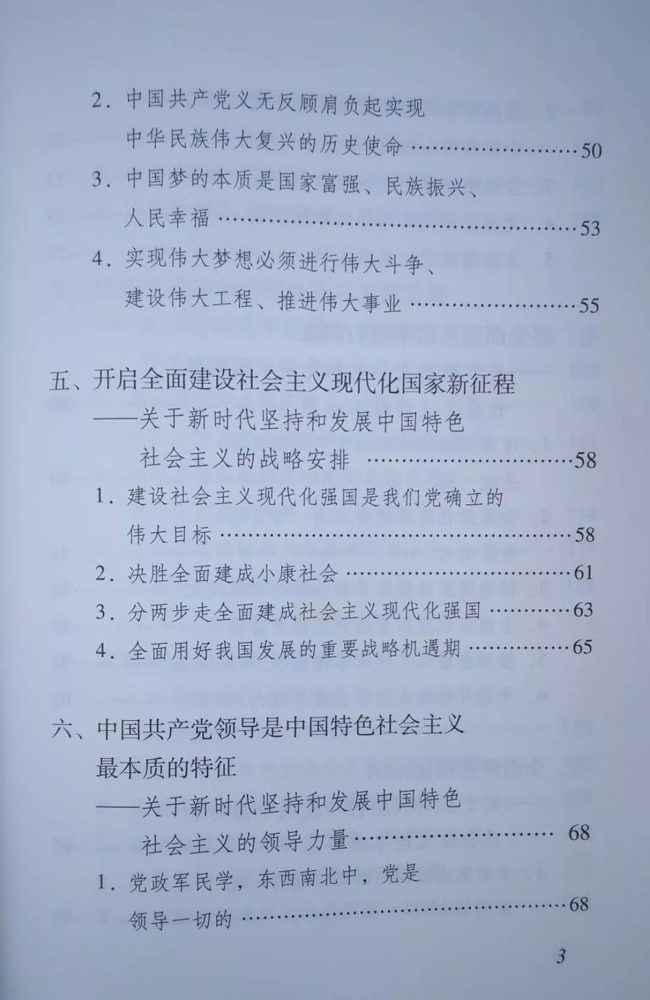 2. 中国共产党义无反顾肩负起实现
中华民族伟大复兴的历史使命 ……………………50
3. 中国梦的本质是国家富强、民族振兴、
人民幸福 ………………………………………………53
4. 实现伟大梦想必须进行伟大斗争、
建设伟大工程、推进伟大事业 ……………………55
五、开启全面建设社会主义现代化国家新征程
——关于新时代坚持和发展中国特色
社会主义的战略安排 …………………………58
1. 建设社会主义现代化强国是我们党确立的
伟大目标 ………………………………………………58
2. 决胜全面建成小康社会 ……………………………61
3. 分两步走全面建成社会主义现代化强国 …………63
4. 全面用好我国发展的重要战略机遇期 ……………65
六、中国共产党领导是中国特色社会主义
最本质的特征
——关于新时代坚持和发展中国特色
社会主义的领导力量 ………………………… 68
1. 党政军民学，东西南北中，党是
领导一切的 ……………………………………………68
3